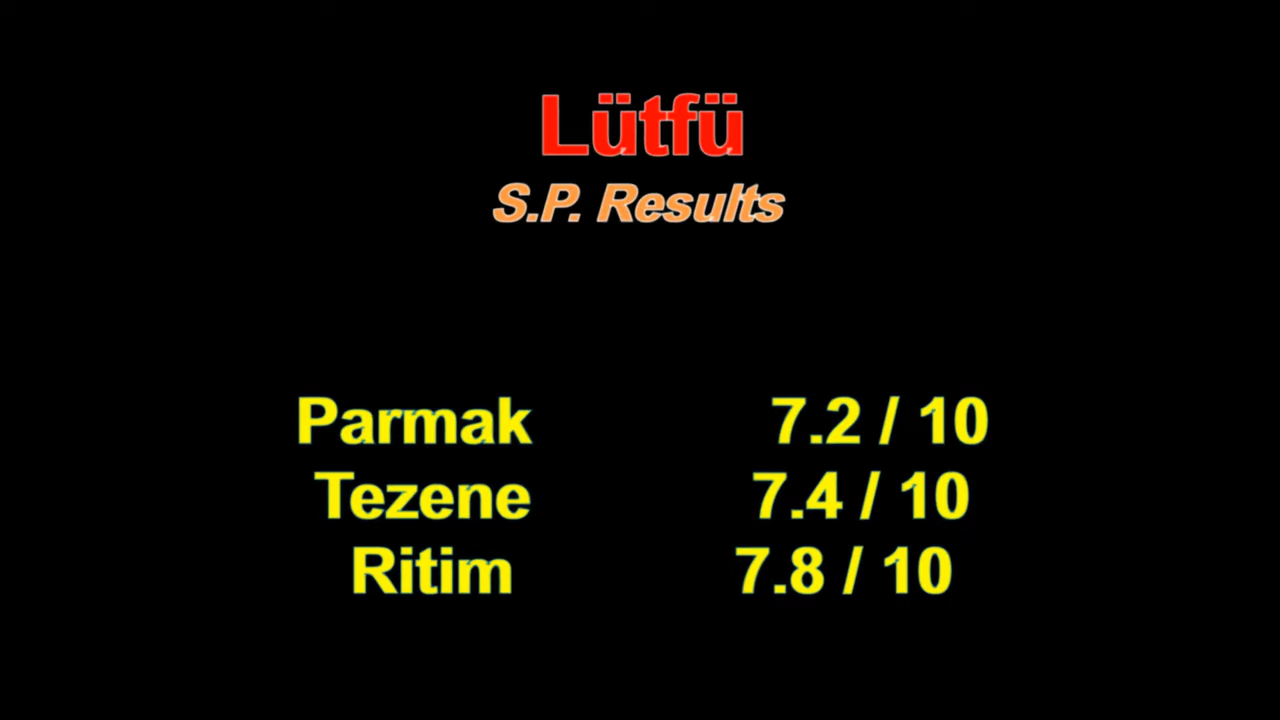 Lütfü
S.P. Results
Parmak 7.2 / 10
Tezene 7.4 / 10
Ritim 7.8 / 10